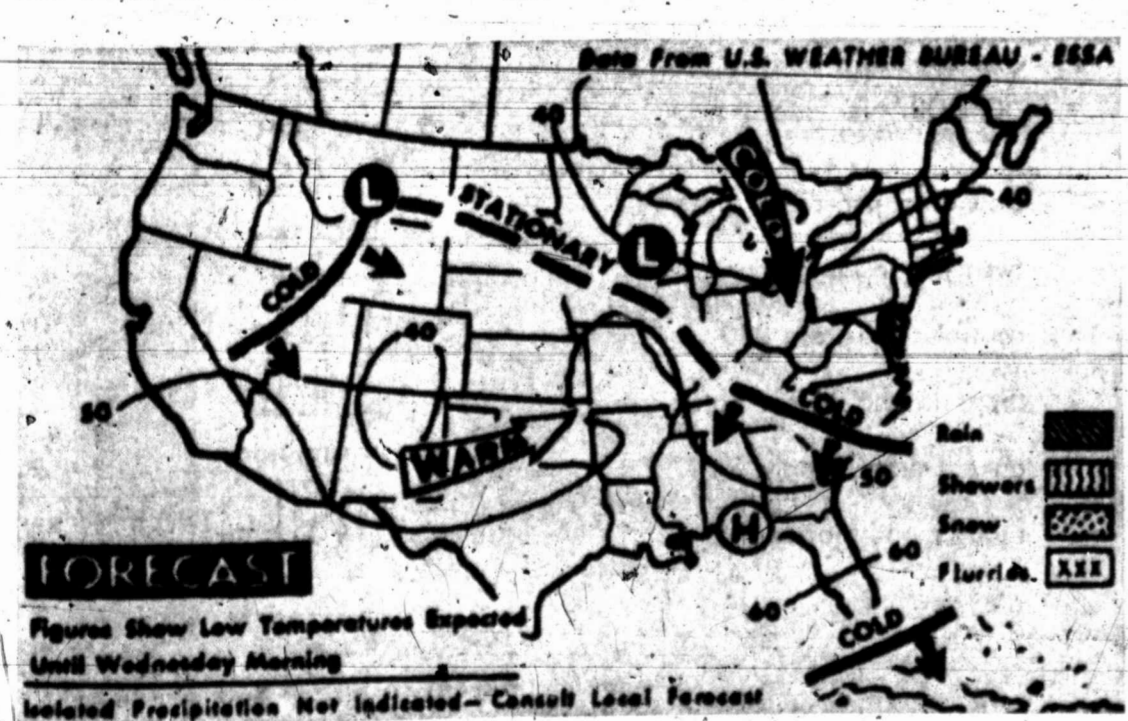 Data From U.S. WEATHER BUREAU - ESSA
40
COLD
40
L
STATIONARY
L
COLD
40
50
COLD
WARM
Rain
50
Showers
H
Snow
FORECAST
60
Flurries
60
Figures Show Low Temperatures Expected
COLD
Until Wednesday Morning
Isolated Precipitation Not Indicated— Consult Local Forecast